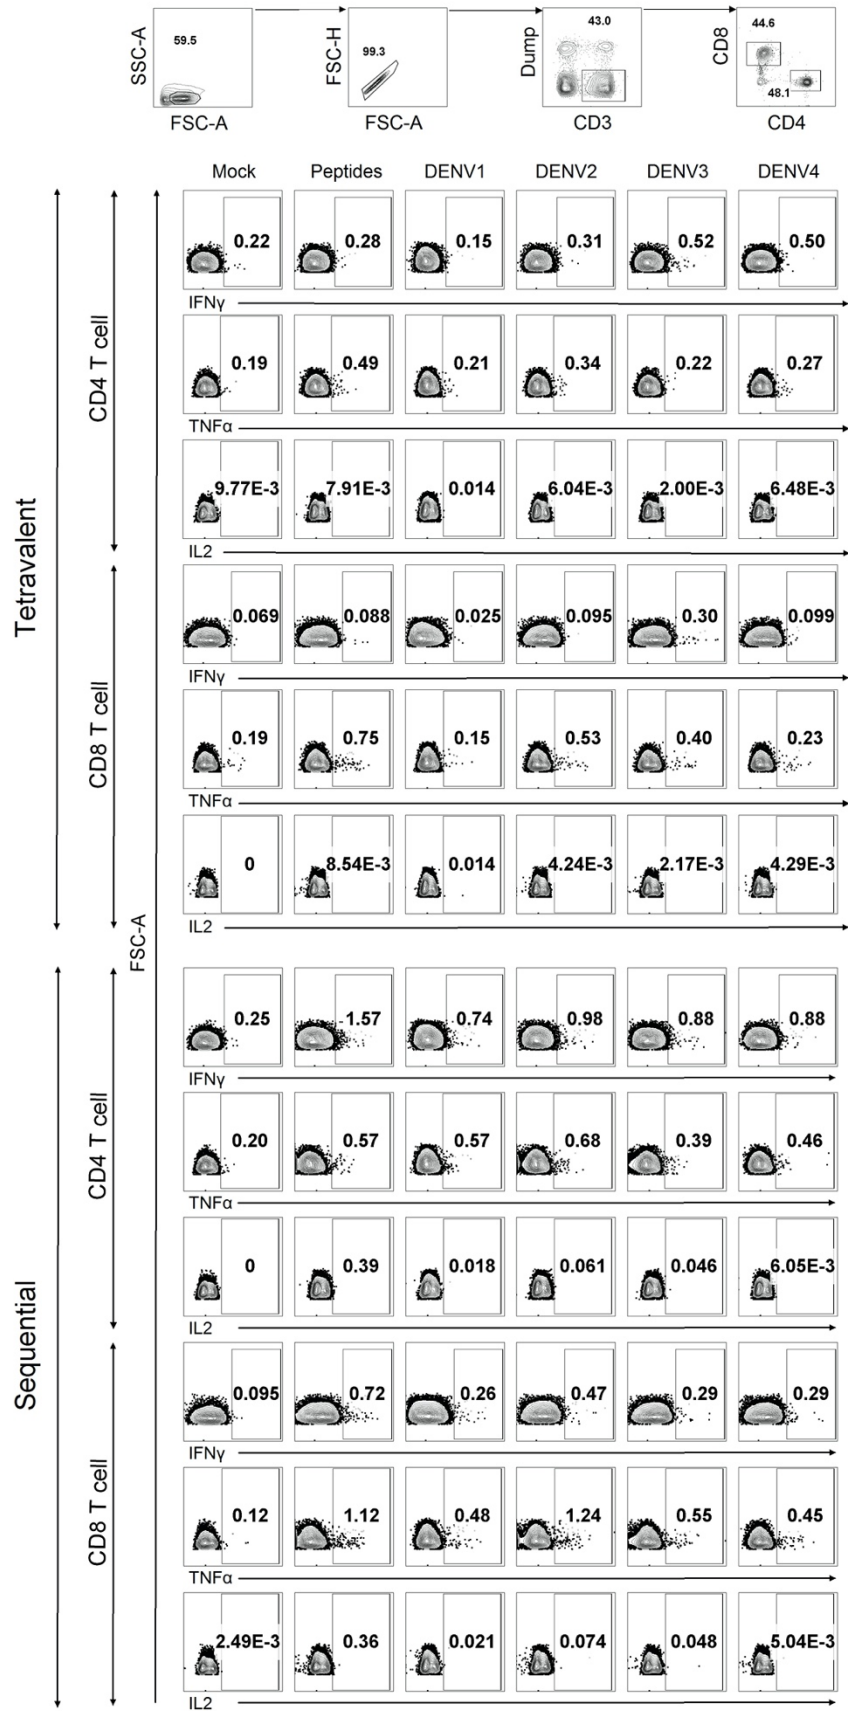 SSC-A
59.5
FSC-A
FSC-H
99.3
FSC-A
Dump
43.0
CD3
CD8
44.6
48.1
CD4
Mock Peptides DENV1 DENV2 DENV3 DENV4
Tetravalent
CD4 T cell
FSC-A
0.22 0.28 0.15 0.31 0.52 0.50
IFNγ
0.19 0.49 0.21 0.34 0.22 0.27
TNFα
9.77E-3 7.91E-3 0.014 6.04E-3 2.00E-3 6.48E-3
IL2
CD8 T cell
0.069 0.088 0.025 0.095 0.30 0.099
IFNγ
0.19 0.75 0.15 0.53 0.40 0.23
TNFα
0 8.54E-3 0.014 4.24E-3 2.17E-3 4.29E-3
IL2
Sequential
CD4 T cell
0.25 1.57 0.74 0.98 0.88 0.88
IFNγ
0.20 0.57 0.57 0.68 0.39 0.46
TNFα
0 0.39 0.018 0.061 0.046 6.05E-3
IL2
CD8 T cell
0.095 0.72 0.26 0.47 0.29 0.29
IFNγ
0.12 1.12 0.48 1.24 0.55 0.45
TNFα
2.49E-3 0.36 0.021 0.074 0.048 5.04E-3
IL2